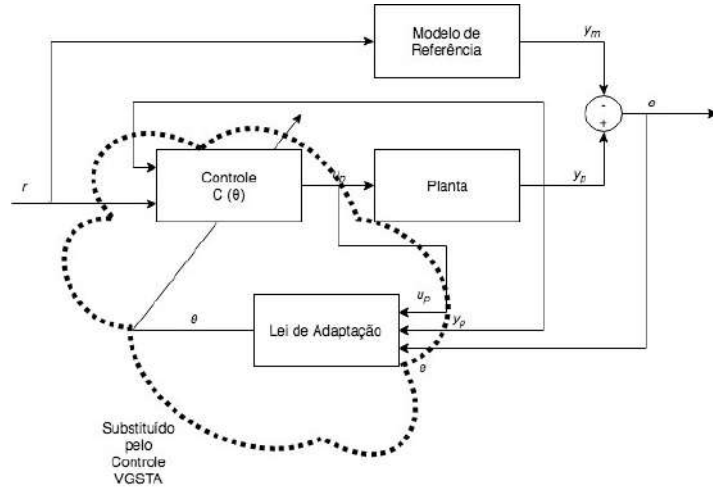 Modelo de
Referência
y_m
-
+
e
Controle
C (θ)
u_p
Planta
y_p
r
Lei de Adaptação
θ
u_p
y_p
e
Substituído
pelo
Controle
VGSTA